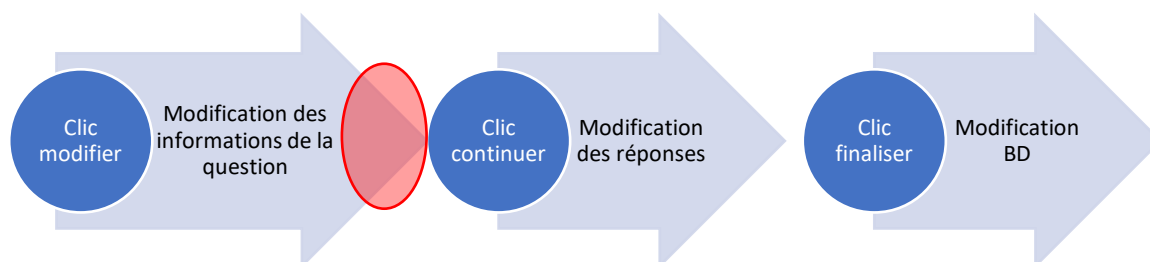 Clic
modifier
Modification des
informations de la
question
Clic
continuer
Modification
des réponses
Clic
finaliser
Modification
BD